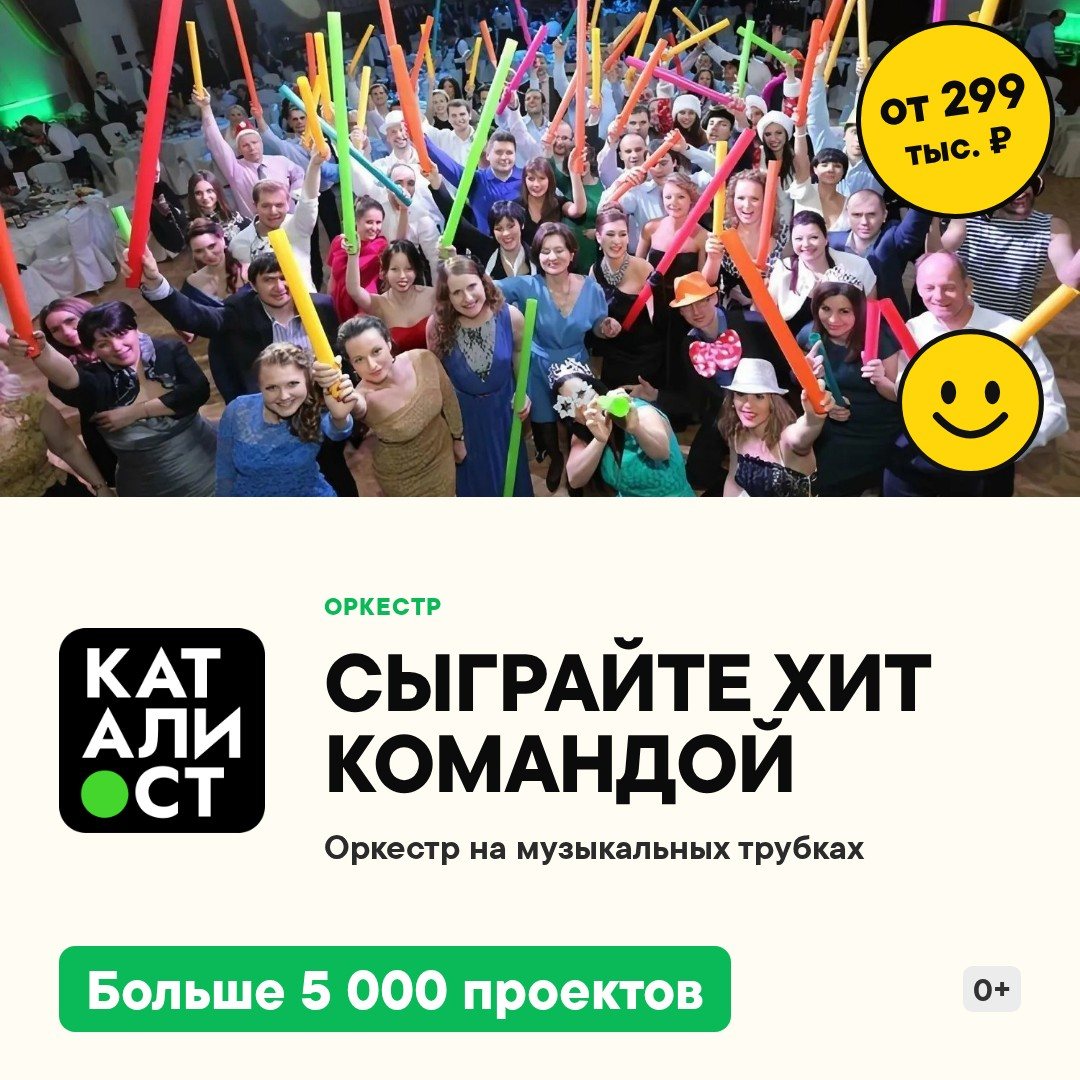 от 299
тыс. ₽
ОРКЕСТР
КАТ
АЛИ
СТ
СЫГРАЙТЕ ХИТ
КОМАНДОЙ
Оркестр на музыкальных трубках
Больше 5 000 проектов
0+